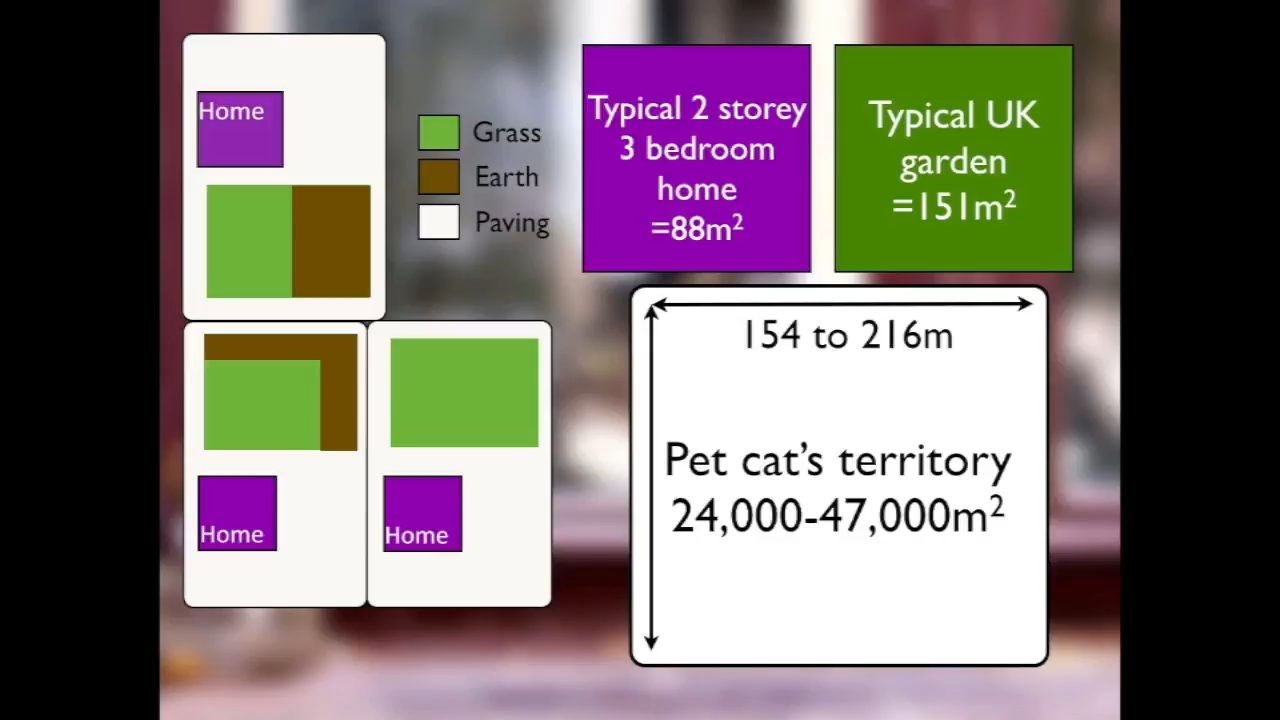 Home
Grass
Earth
Paving
Home
Home
Typical 2 storey
3 bedroom
home
=88m²
Typical UK
garden
=151m²
154 to 216m
Pet cat’s territory
24,000-47,000m²